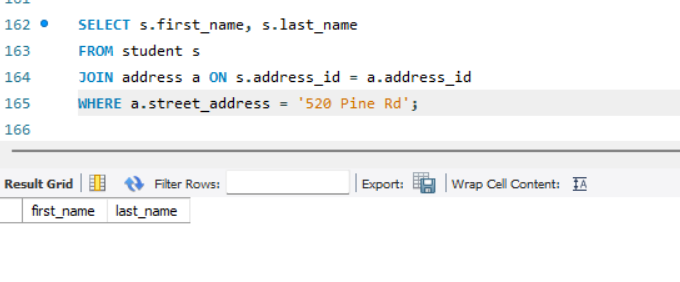 162 SELECT s.first_name, s.last_name
163 FROM student s
164 JOIN address a ON s.address_id = a.address_id
165 WHERE a.street_address = '520 Pine Rd';
166
Result Grid Filter Rows: Export: Wrap Cell Content: IA
first_name last_name